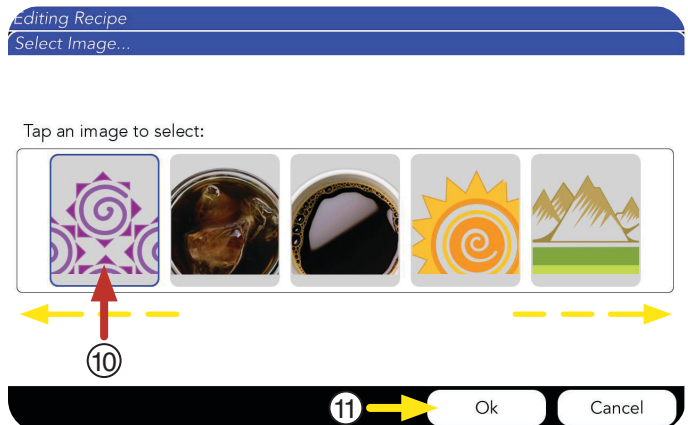 Editing Recipe
Select Image...
Tap an image to select:
10
11
Ok
Cancel